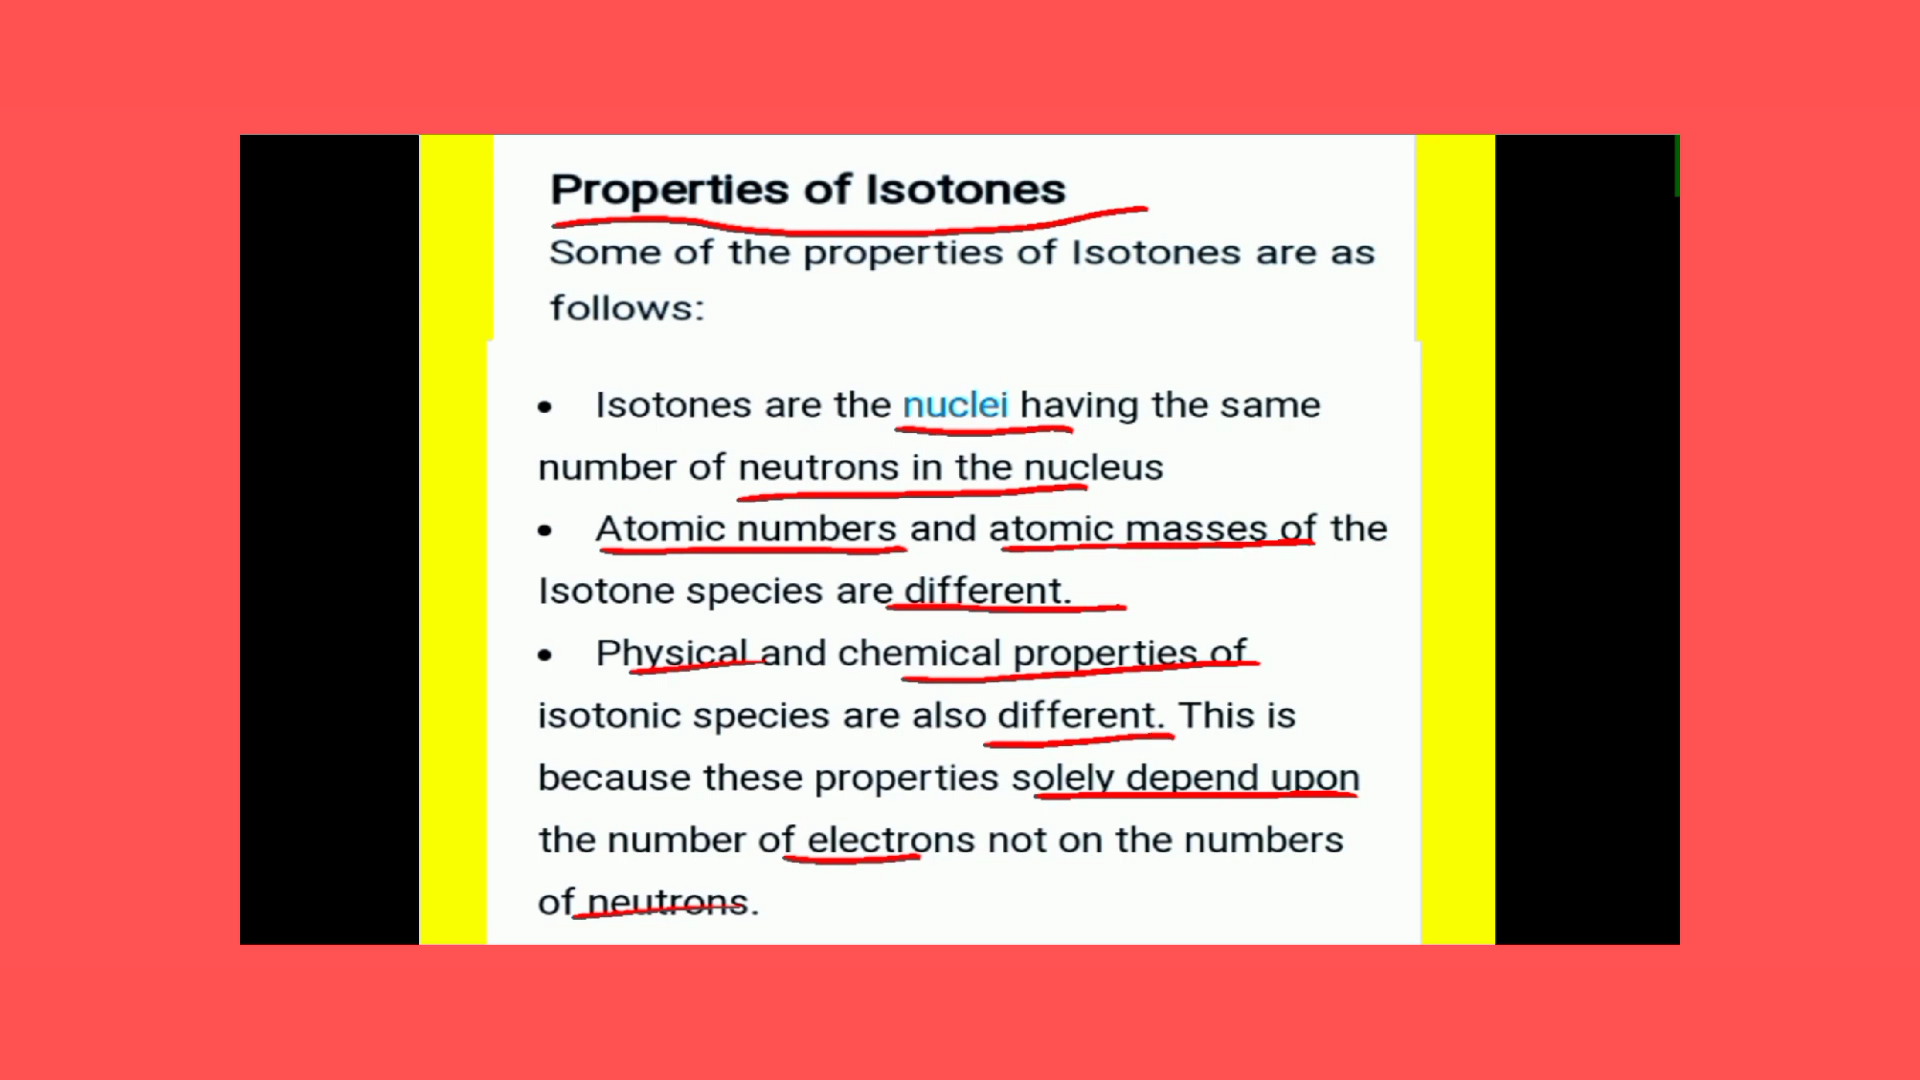 Properties of Isotones
Some of the properties of Isotones are as
follows:
• Isotones are the nuclei having the same
number of neutrons in the nucleus
• Atomic numbers and atomic masses of the
Isotone species are different.
• Physical and chemical properties of
isotonic species are also different. This is
because these properties solely depend upon
the number of electrons not on the numbers
of neutrons.